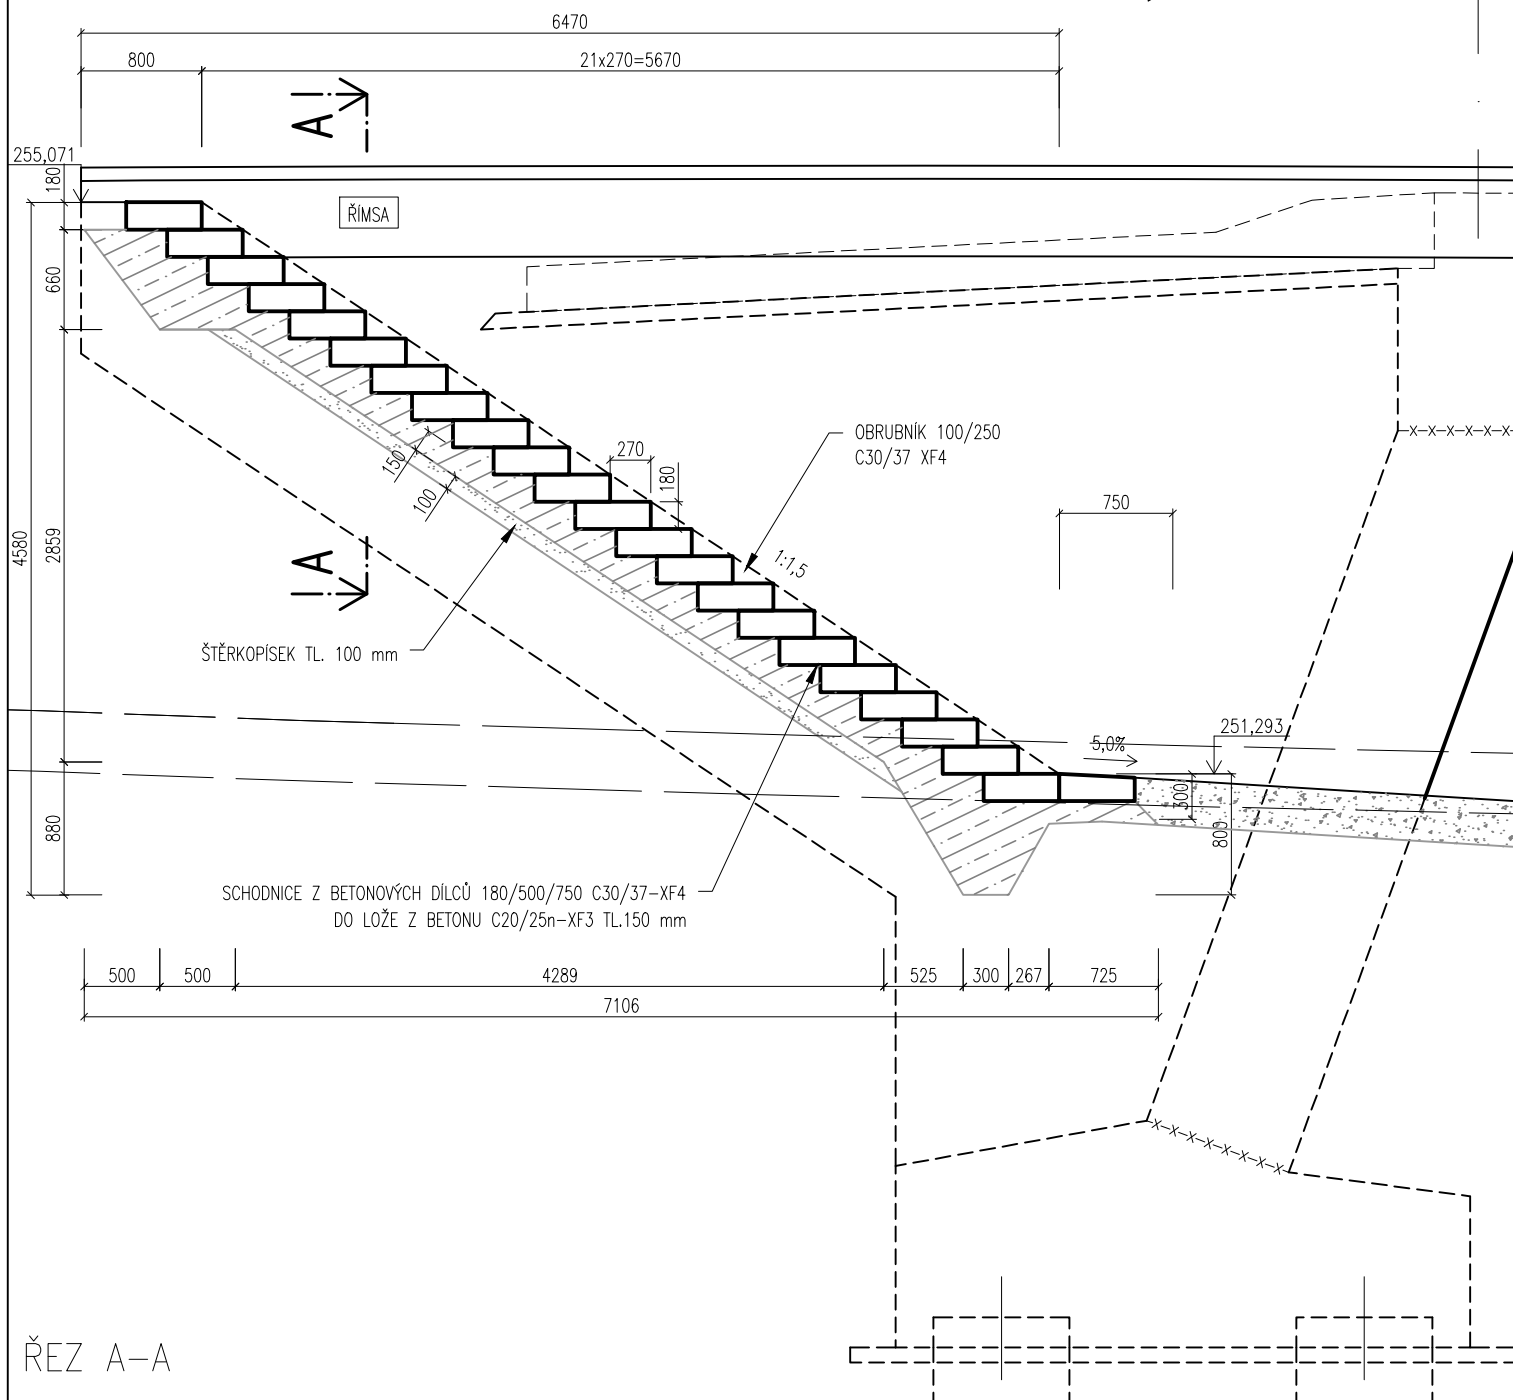 6470
800
21x270=5670
A
255,071
180
ŘÍMSA
660
OBRUBNÍK 100/250
C30/37 XF4
270
150
180
100
750
4580
2859
A
1:1,5
ŠTĚRKOPÍSEK TL. 100 mm
251,293
5,0%
300
880
800
SCHODNICE Z BETONOVÝCH DÍLCŮ 180/500/750 C30/37-XF4
DO LOŽE Z BETONU C20/25n-XF3 TL.150 mm
500
500
4289
525
300
267
725
7106
-X-X-X-X-X-X
-X-X-X-X-X-X-X-X-
ŘEZ A-A